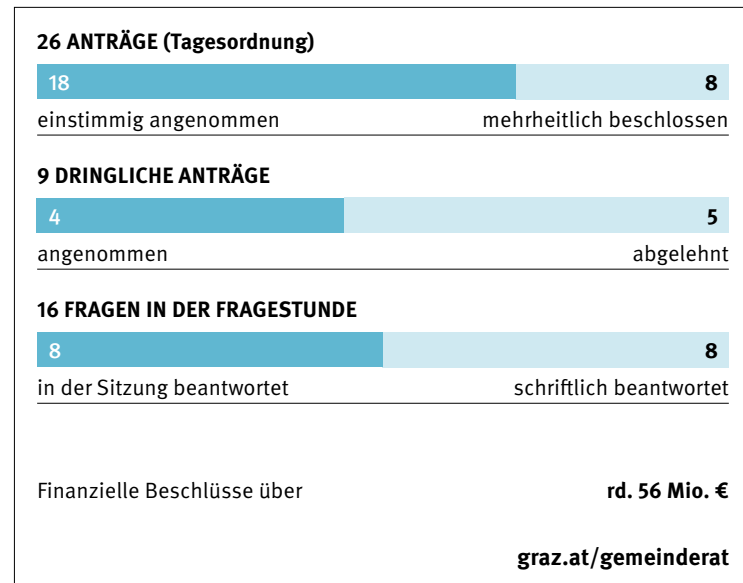 26 ANTRÄGE (Tagesordnung)
18 8
einstimmig angenommen mehrheitlich beschlossen
9 DRINGLICHE ANTRÄGE
4 5
angenommen abgelehnt
16 FRAGEN IN DER FRAGESTUNDE
8 8
in der Sitzung beantwortet schriftlich beantwortet
Finanzielle Beschlüsse über rd. 56 Mio. €
graz.at/gemeinderat